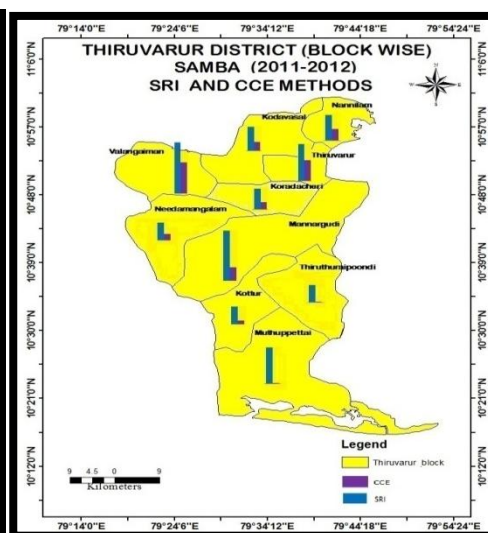 79°14'0"E 79°24'6"E 79°34'12"E 79°44'18"E 79°54'24"E
THIRUVARUR DISTRICT (BLOCK WISE)
SAMBA (2011-2012)
SRI AND CCE METHODS
11°6'0"N
10°57'0"N
10°48'0"N
10°39'0"N
10°30'0"N
10°21'0"N
10°12'0"N
Nannilam
Kodavasal
Valangaiman
Thiruvarur
Koradacheri
Needamangalam
Mannargudi
Thiruthuraipoondi
Kottur
Muthuppettai
Legend
Thiruvarur block
CCE
SRI
9 4.5 0 9
Kilometers
79°14'0"E 79°24'6"E 79°34'12"E 79°44'18"E 79°54'24"E